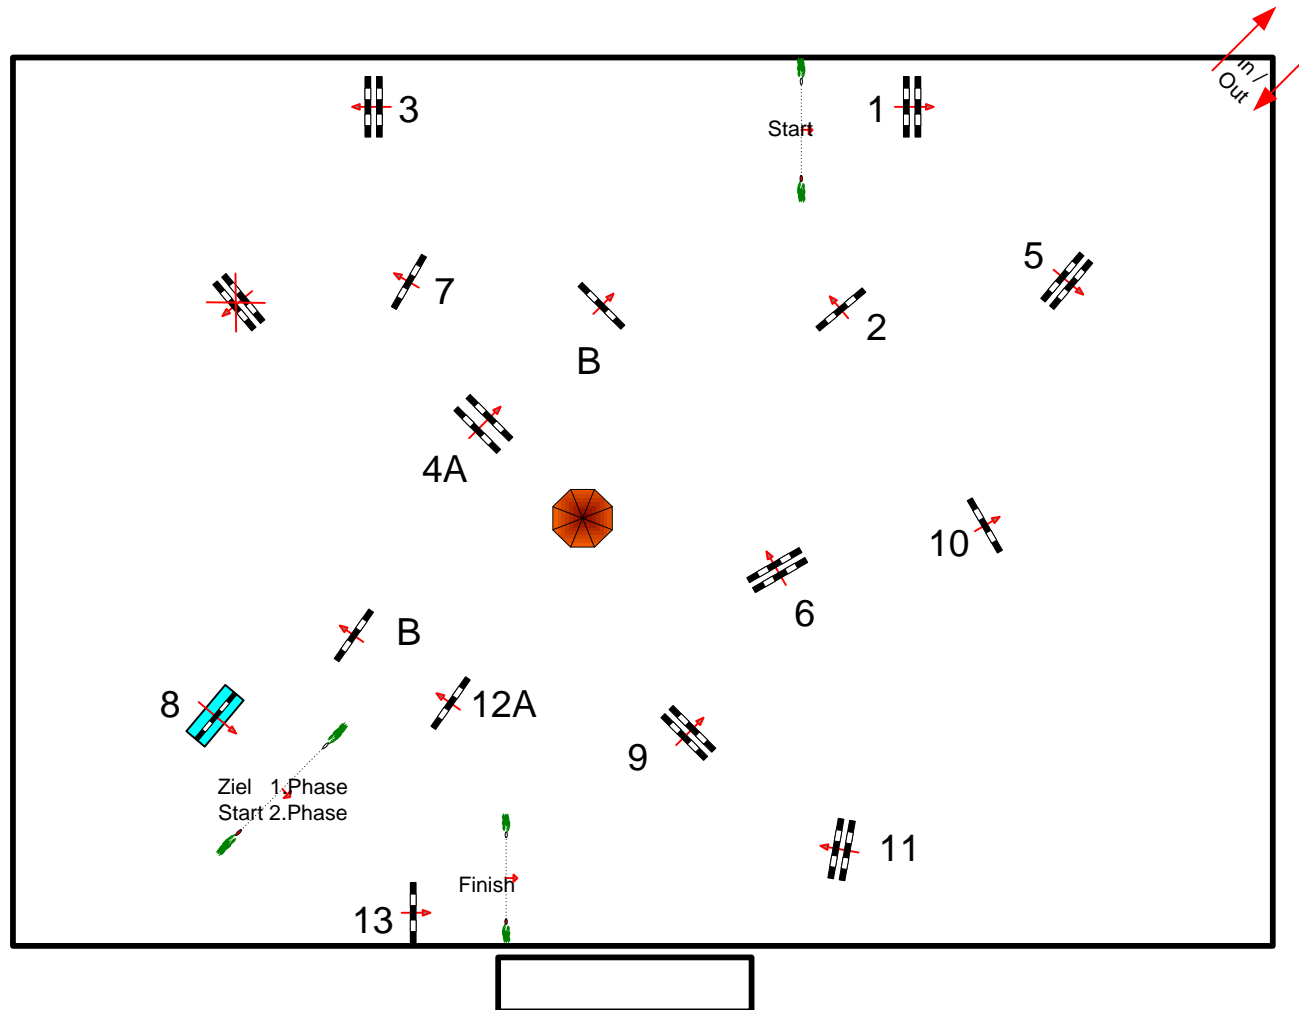 In /
Out
3
1
Start
5
7
2
B
4A
10
6
B
8
12A
9
Ziel 1.Phase
Start 2.Phase
11
Finish
13